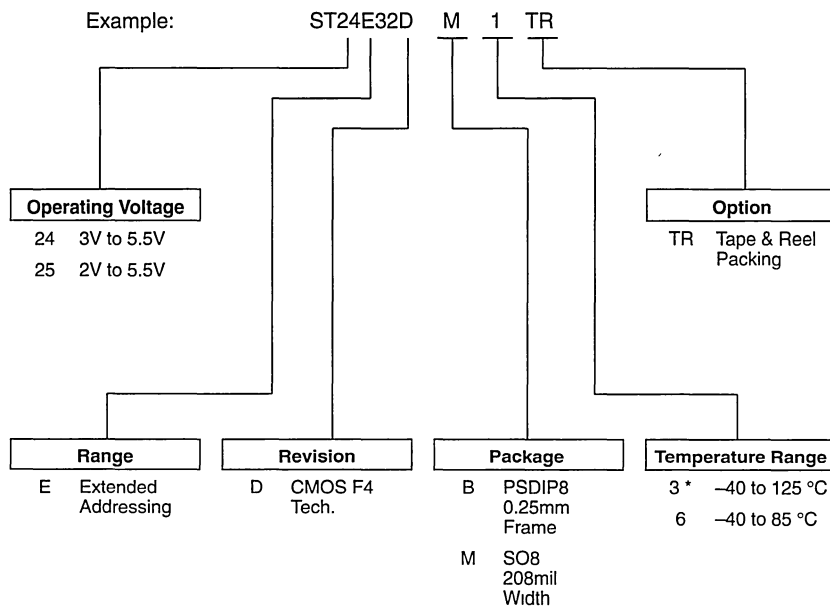 Example: ST24E32D M 1 TR
Operating Voltage
24 3V to 5.5V
25 2V to 5.5V
Option
TR Tape & Reel
Packing
Range
E Extended
Addressing
Revision
D CMOS F4
Tech.
Package
B PSDIP8
0.25mm
Frame
M SO8
208mil
Width
Temperature Range
3 * –40 to 125 °C
6 –40 to 85 °C